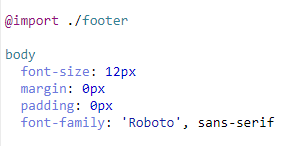 @import ./footer
body
font-size: 12px
margin: 0px
padding: 0px
font-family: 'Roboto', sans-serif